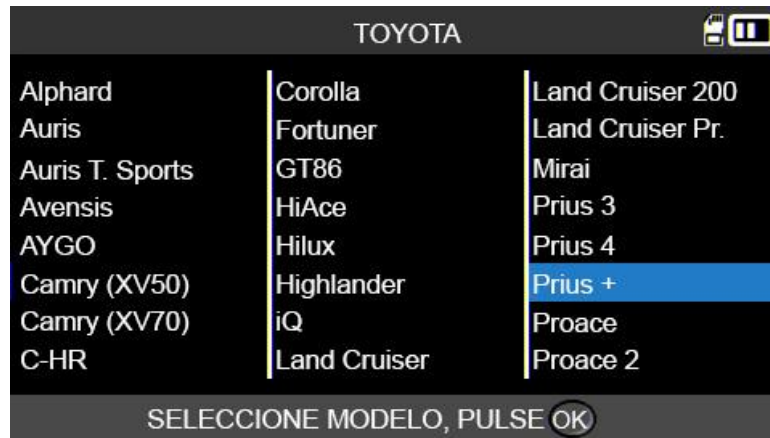 TOYOTA
Alphard
Auris
Auris T. Sports
Avensis
AYGO
Camry (XV50)
Camry (XV70)
C-HR
Corolla
Fortuner
GT86
HiAce
Hilux
Highlander
iQ
Land Cruiser
Land Cruiser 200
Land Cruiser Pr.
Mirai
Prius 3
Prius 4
Prius +
Proace
Proace 2
SELECCIONE MODELO, PULSE OK